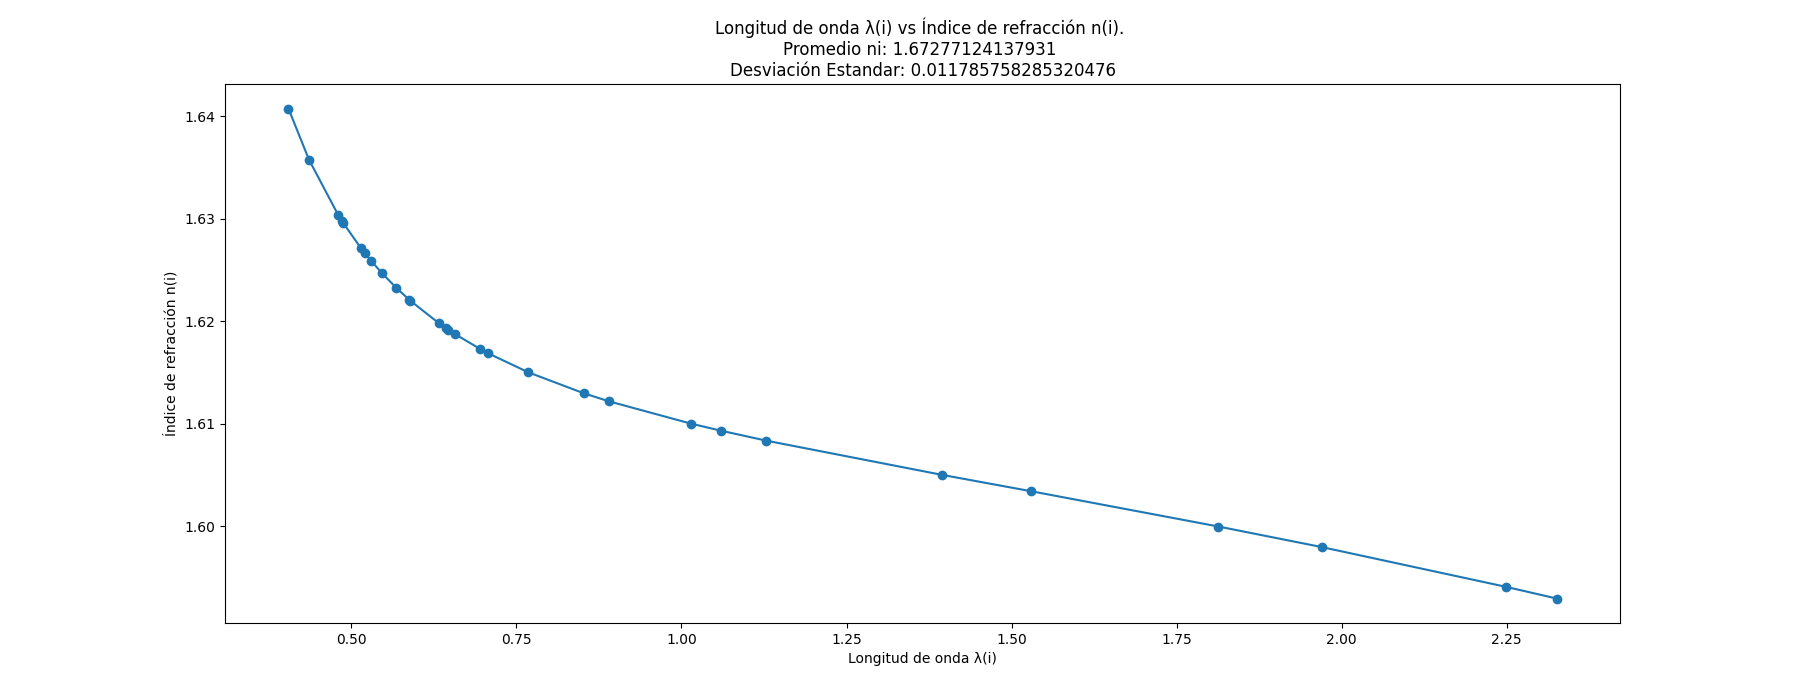 Longitud de onda λ(i) vs Índice de refracción n(i).
Promedio ni: 1.67277124137931
Desviación Estandar: 0.011785758285320476
1.64
1.63
1.62
1.61
1.60
Índice de refracción n(i)
0.50 0.75 1.00 1.25 1.50 1.75 2.00 2.25
Longitud de onda λ(i)